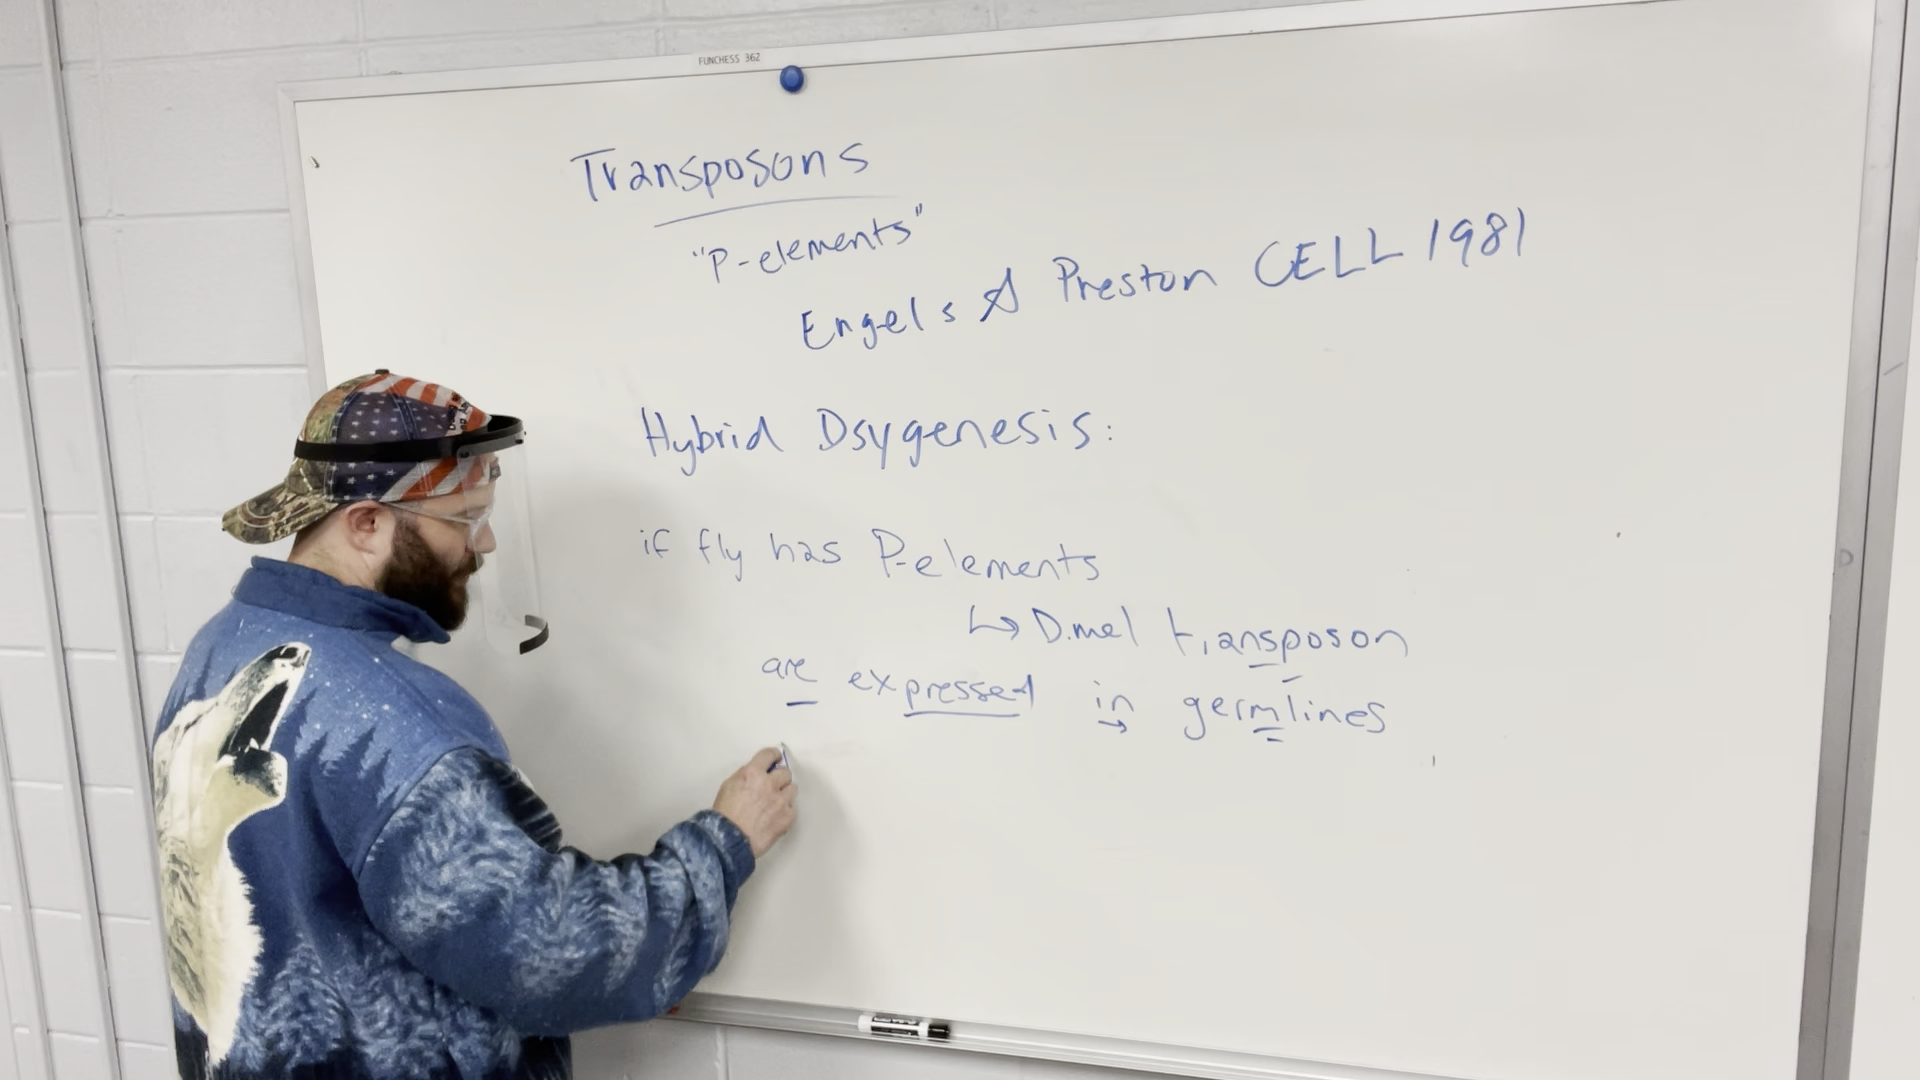 FUNCHESS 362
Transposons
"P-elements"
Engels & Preston CELL 1981
Hybrid Dsygenesis:
if fly has P-elements
↳ D.mel transposon
are expressed in germlines